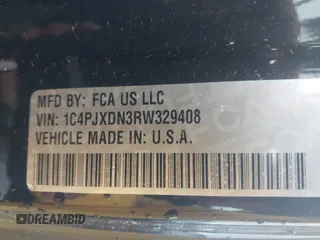 MFD BY: FCA US LLC
VIN: 1C4PJXDN3RW329408
VEHICLE MADE IN: U.S.A.
DREAMBID